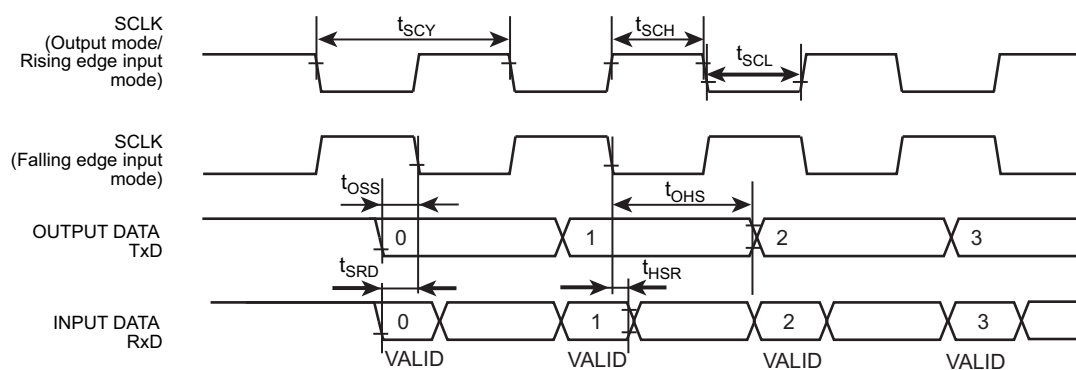 SCLK
(Output mode/
Rising edge input
mode)
tSCY
tSCH
tSCL
SCLK
(Falling edge input
mode)
tOSS
tOHS
OUTPUT DATA
TxD
0
1
2
3
tSRD
tHSR
INPUT DATA
RxD
0
1
2
3
VALID
VALID
VALID
VALID